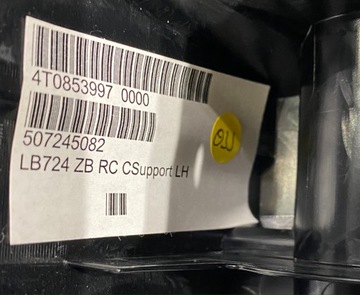 4T0853997 0000
507245082
LB724 ZB RC CSupport LH